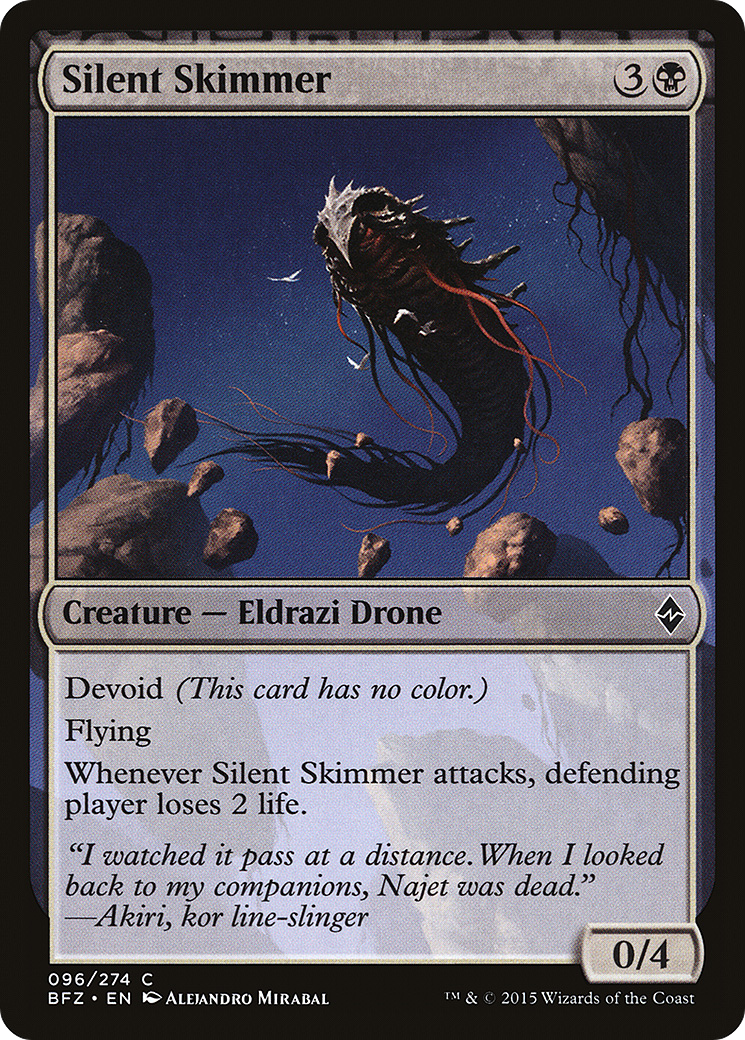 Silent Skimmer 3
Creature — Eldrazi Drone
Devoid (This card has no color.)
Flying
Whenever Silent Skimmer attacks, defending
player loses 2 life.
“I watched it pass at a distance. When I looked
back to my companions, Najet was dead.”
—Akiri, kor line-slinger
0/4
096/274 C
BFZ • EN Alejandro Mirabal
™ & © 2015 Wizards of the Coast